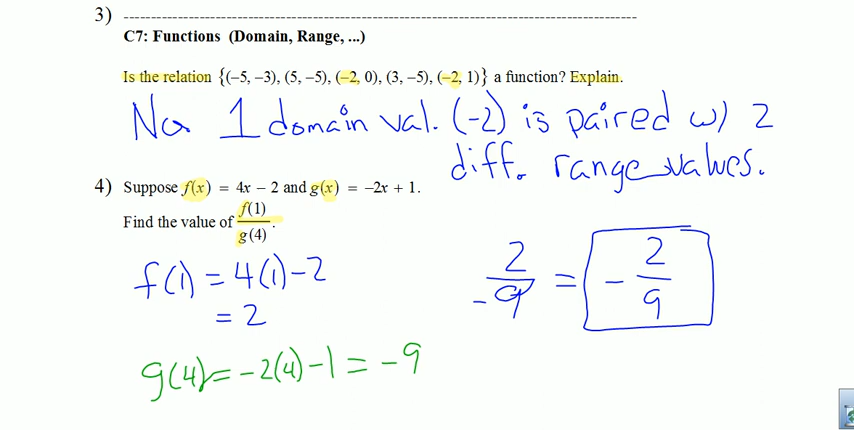 3) ------------------------------------------------------------
C7: Functions (Domain, Range, ...)
Is the relation {(−5, −3), (5, −5), (−2, 0), (3, −5), (−2, 1)} a function? Explain.
No. 1 domain val. (-2) is paired w/ 2
diff. range values.
4) Suppose f(x) = 4x − 2 and g(x) = −2x + 1.
Find the value of f(1)/g(4).
f(1) = 4(1)-2
= 2
2/-9 = -2/9
g(4) = -2(4)-1 = -9